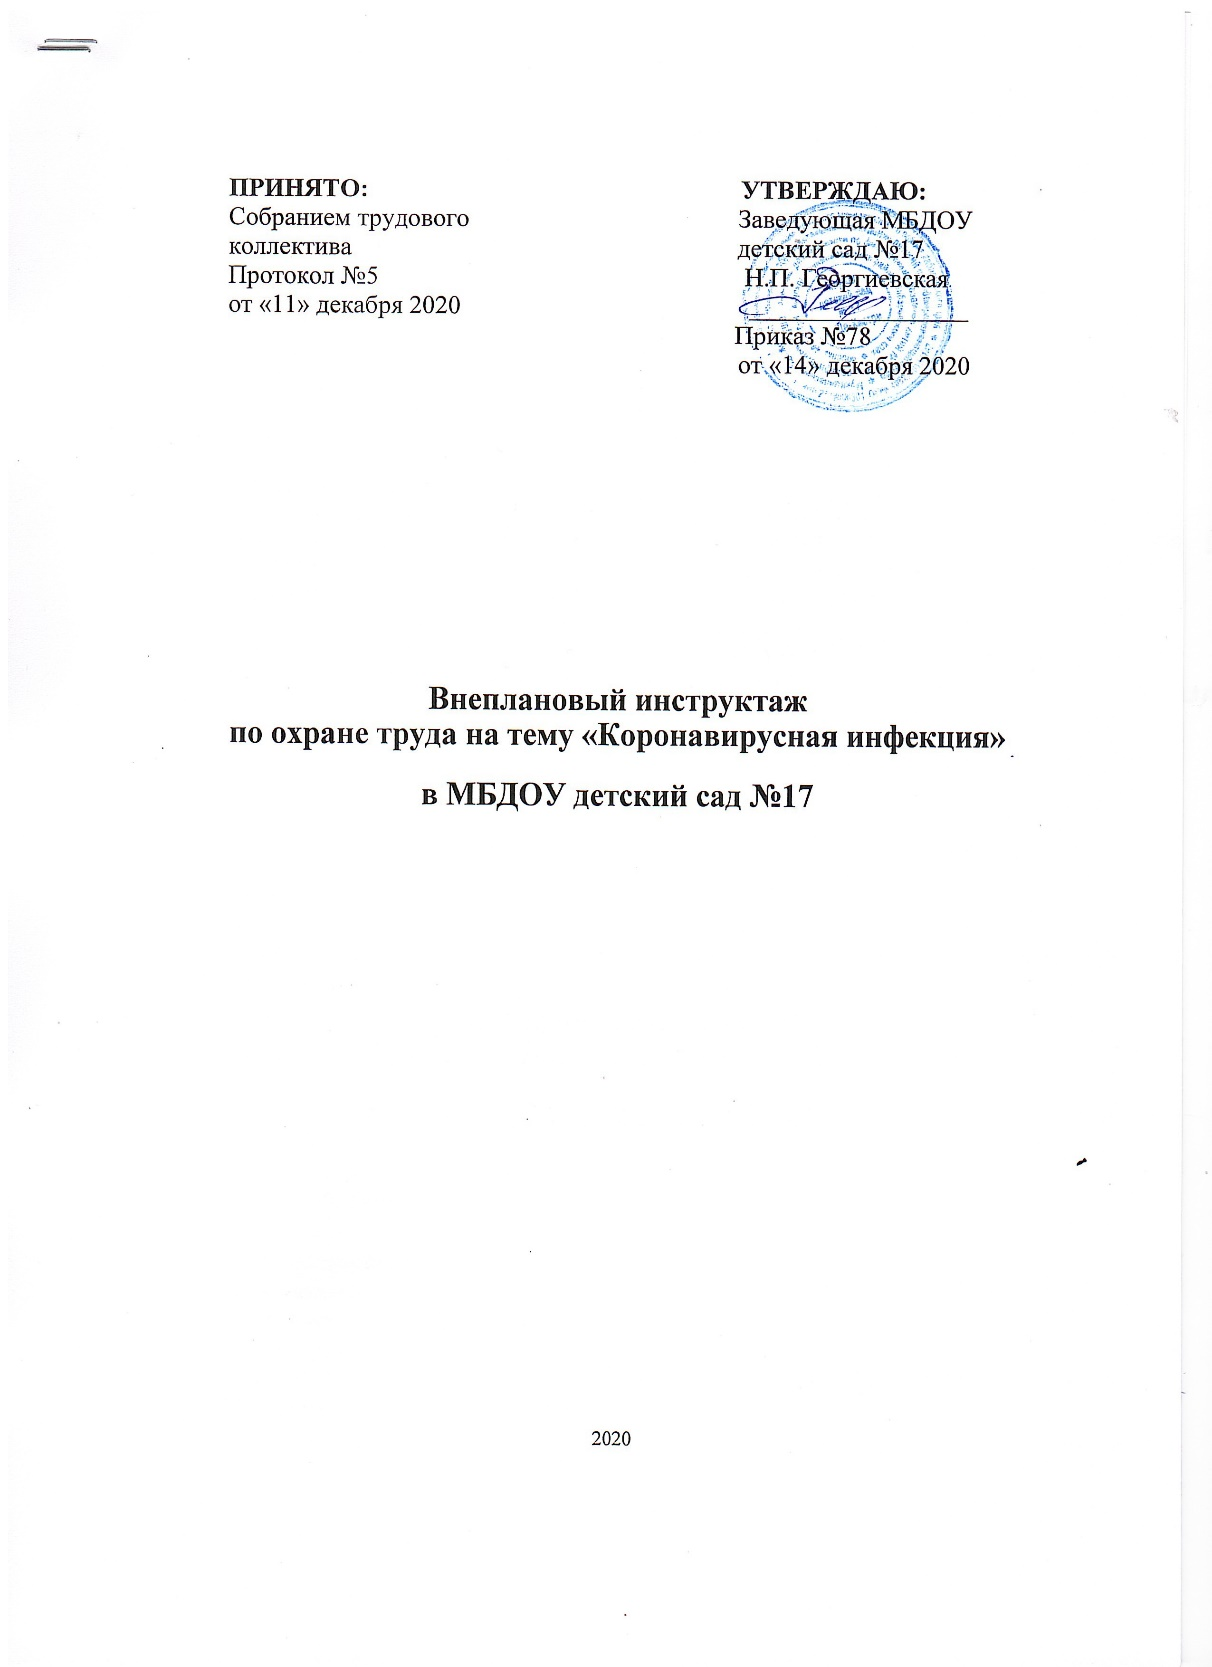 ПРИНЯТО:
Собранием трудового
коллектива
Протокол №5
от «11» декабря 2020
УТВЕРЖДАЮ:
Заведующая МБДОУ
детский сад №17
Н.П. Георгиевская
Приказ №78
от «14» декабря 2020
Внеплановый инструктаж
по охране труда на тему «Коронавирусная инфекция»
в МБДОУ детский сад №17
2020